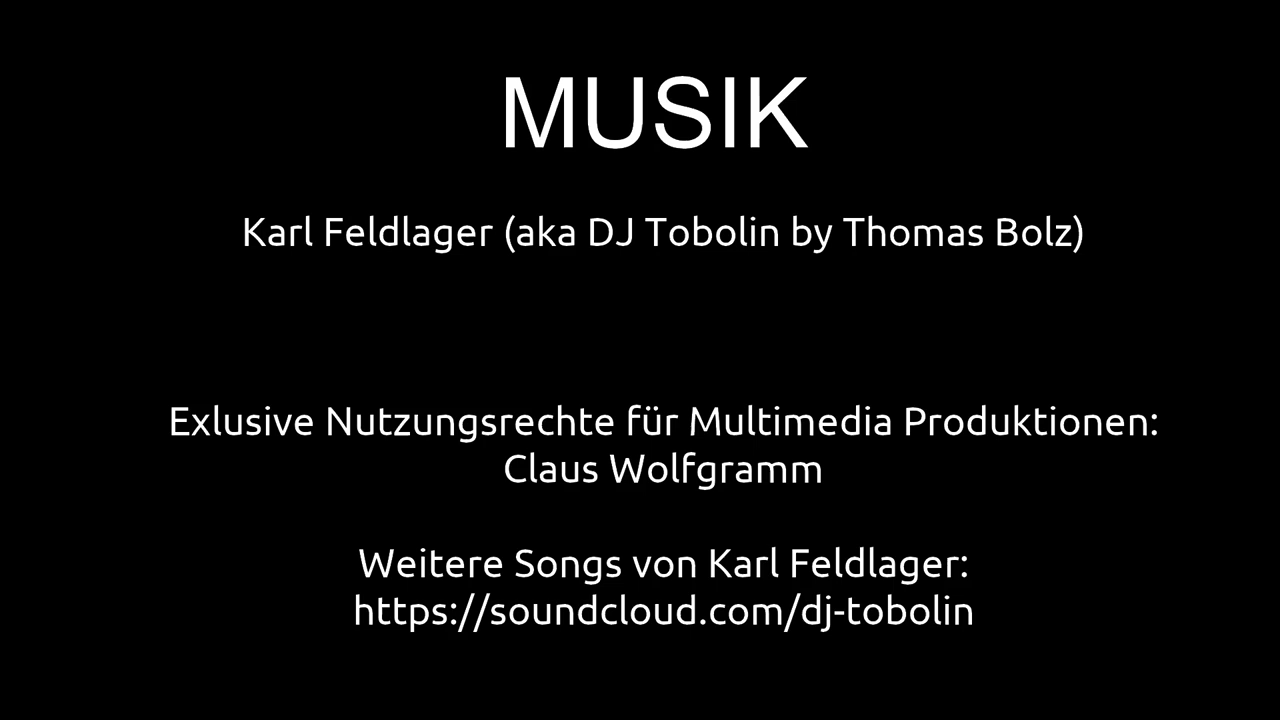 MUSIK
Karl Feldlager (aka DJ Tobolin by Thomas Bolz)
Exlusive Nutzungsrechte für Multimedia Produktionen:
Claus Wolfgramm
Weitere Songs von Karl Feldlager:
https://soundcloud.com/dj-tobolin